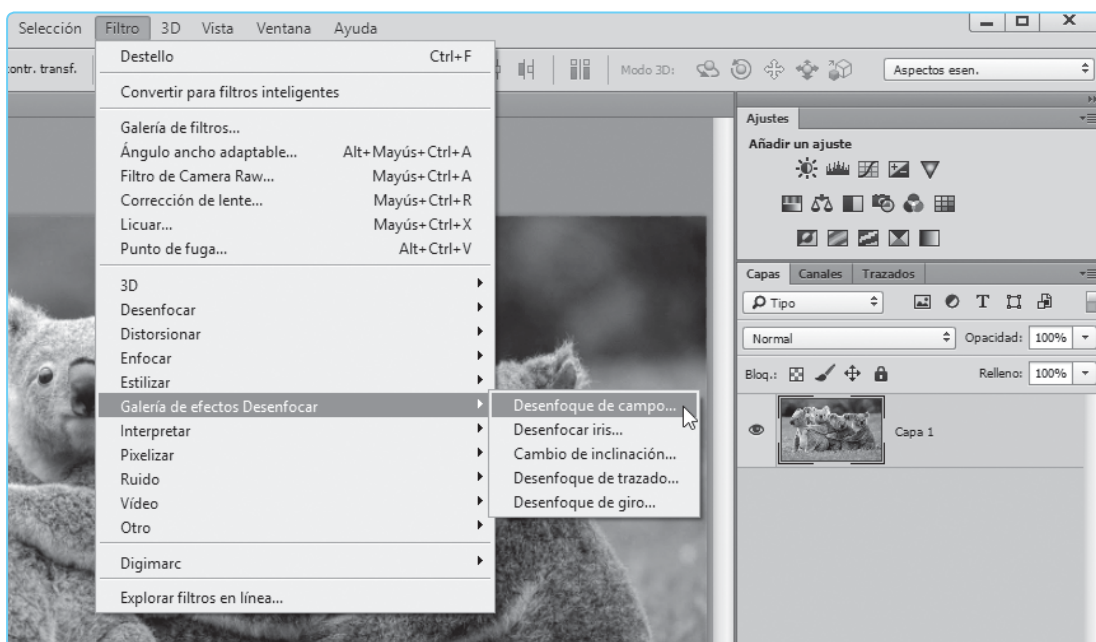 Selección Filtro 3D Vista Ventana Ayuda
contr. transf. Modo 3D: Aspectos esen.
Destello Ctrl+F
Convertir para filtros inteligentes
Galería de filtros...
Ángulo ancho adaptable... Alt+Mayús+Ctrl+A
Filtro de Camera Raw... Mayús+Ctrl+A
Corrección de lente... Mayús+Ctrl+R
Licuar... Mayús+Ctrl+X
Punto de fuga... Alt+Ctrl+V
3D
Desenfocar
Distorsionar
Enfocar
Estilizar
Galería de efectos Desenfocar
Interpretar
Pixelizar
Ruido
Vídeo
Otro
Digimarc
Explorar filtros en línea...
Desenfoque de campo...
Desenfocar iris...
Cambio de inclinación...
Desenfoque de trazado...
Desenfoque de giro...
Ajustes
Añadir un ajuste
Capas Canales Trazados
Tipo
Normal Opacidad: 100%
Bloq.: Relleno: 100%
Capa 1